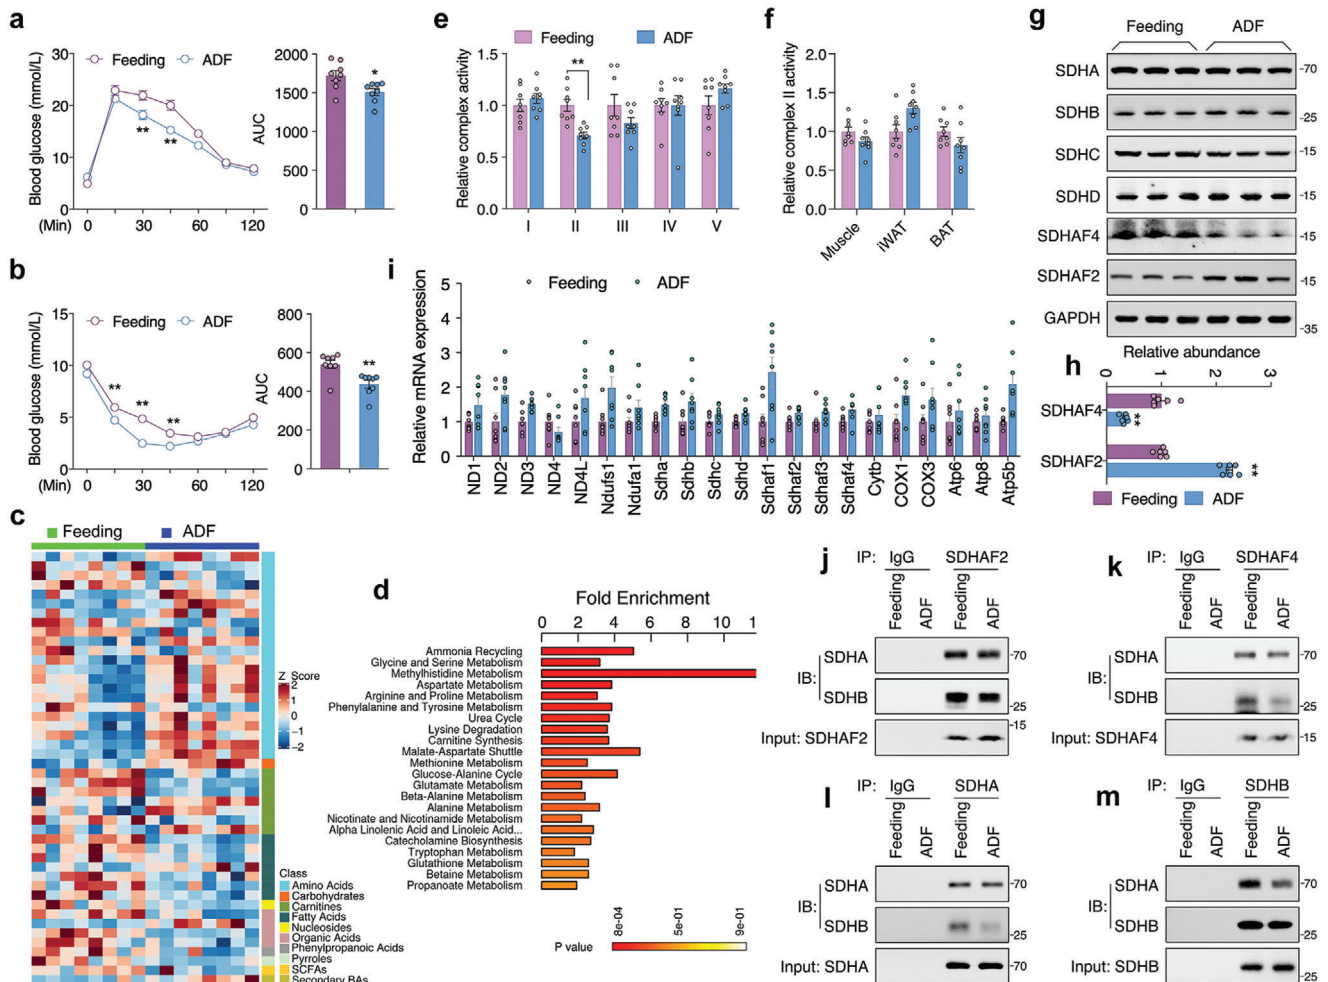 a
Feeding ADF
Blood glucose (mmol/L)
30
20
10
0
(Min) 0 30 60 120
** **
AUC
2000
1500
1000
500
0
*
b
Feeding ADF
Blood glucose (mmol/L)
15
10
5
0
(Min) 0 30 60 120
** ** **
AUC
800
600
400
200
0
**
c
Feeding ADF
Z Score
2
1
0
−1
−2
Class
Amino Acids
Carbohydrates
Carnitines
Fatty Acids
Nucleosides
Organic Acids
Phenylpropanoic Acids
Pyrroles
SCFAs
Secondary BAs
d
Fold Enrichment
0 2 4 6 8 10 1
Ammonia Recycling
Glycine and Serine Metabolism
Methylhistidine Metabolism
Aspartate Metabolism
Arginine and Proline Metabolism
Phenylalanine and Tyrosine Metabolism
Urea Cycle
Lysine Degradation
Carnitine Synthesis
Malate-Aspartate Shuttle
Methionine Metabolism
Glucose-Alanine Cycle
Glutamate Metabolism
Beta-Alanine Metabolism
Alanine Metabolism
Nicotinate and Nicotinamide Metabolism
Alpha Linolenic Acid and Linoleic Acid...
Catecholamine Biosynthesis
Tryptophan Metabolism
Glutathione Metabolism
Betaine Metabolism
Propanoate Metabolism
P value
8e-04 5e-01 9e-01
e
Feeding ADF
Relative complex activity
1.5
1.0
0.5
0.0
**
I II III IV V
f
Relative complex II activity
2.0
1.5
1.0
0.5
0.0
Muscle iWAT BAT
g
Feeding ADF
SDHA -70
SDHB -25
SDHC -15
SDHD -15
SDHAF4 -15
SDHAF2 -15
GAPDH -35
h
Relative abundance
0 1 2 3
SDHAF4 **
SDHAF2 **
Feeding ADF
i
Feeding ADF
Relative mRNA expression
5
4
3
2
1
0
ND1 ND2 ND3 ND4 ND4L Ndufs1 Ndufa1 Sdha Sdhb Sdhc Sdhd Sdhaf1 Sdhaf2 Sdhaf3 Sdhaf4 Cytb COX1 COX3 Atp6 Atp8 Atp5b
j
IP: IgG SDHAF2
Feeding ADF Feeding ADF
IB:
SDHA -70
SDHB -25
-15
Input: SDHAF2
k
IP: IgG SDHAF4
Feeding ADF Feeding ADF
IB:
SDHA -70
SDHB -25
Input: SDHAF4 -15
l
IP: IgG SDHA
Feeding ADF Feeding ADF
IB:
SDHA -70
SDHB -25
Input: SDHA -70
m
IP: IgG SDHB
Feeding ADF Feeding ADF
IB:
SDHA -70
SDHB -25
Input: SDHB -25